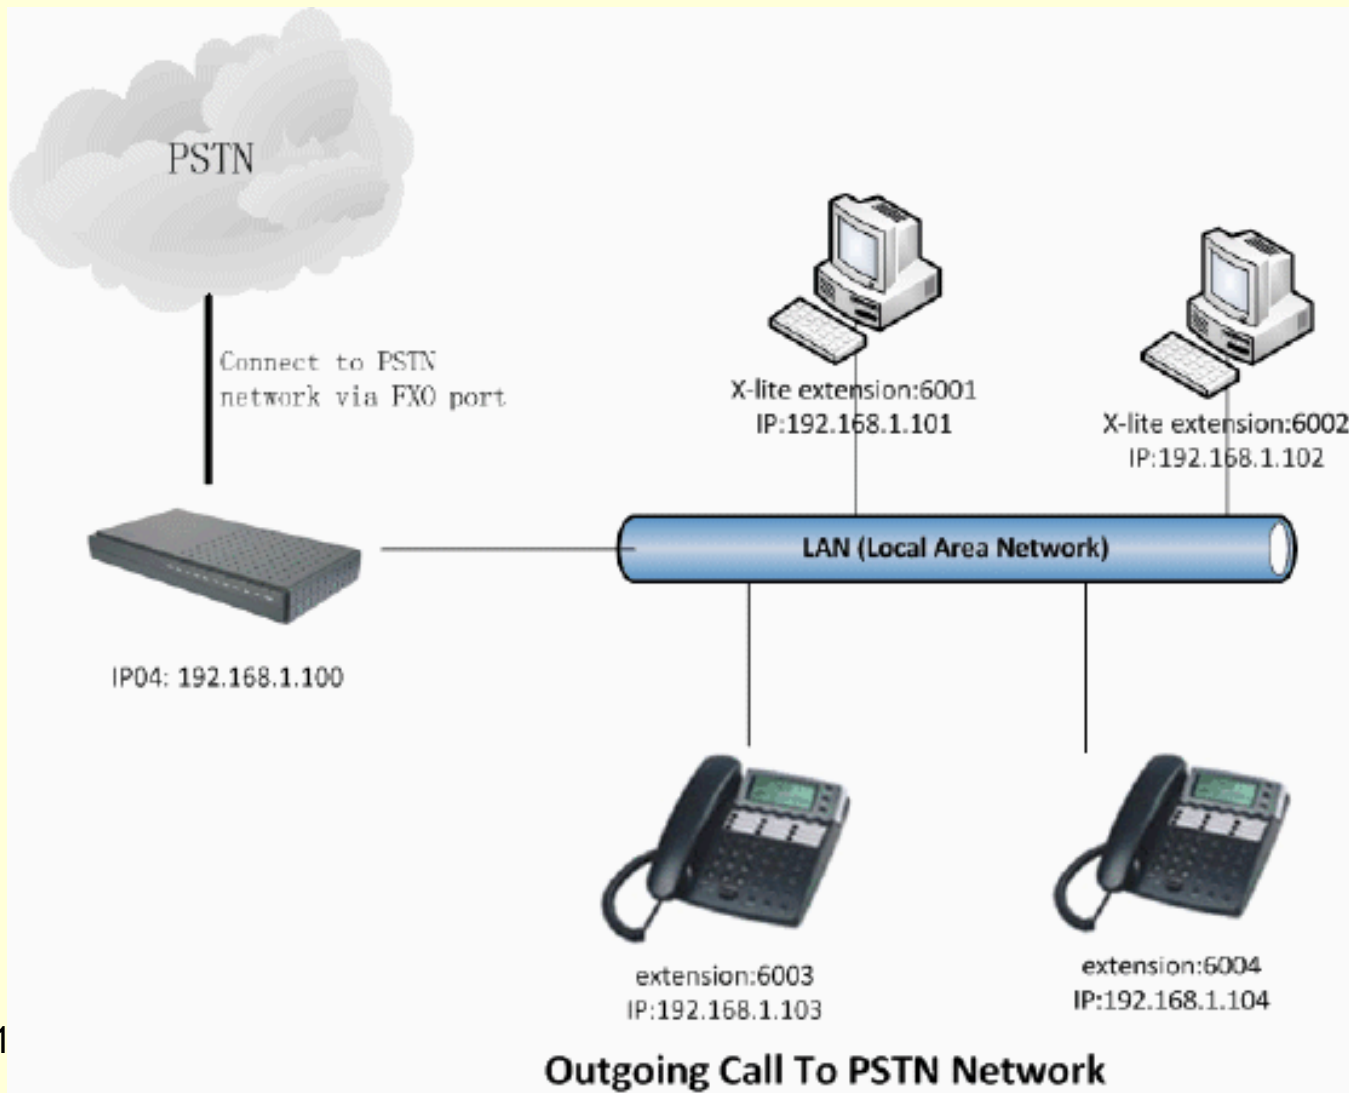 PSTN
Connect to PSTN
network via FXO port
X-lite extension:6001
IP:192.168.1.101
X-lite extension:6002
IP:192.168.1.102
LAN (Local Area Network)
IP04: 192.168.1.100
extension:6003
IP:192.168.1.103
extension:6004
IP:192.168.1.104
1
Outgoing Call To PSTN Network